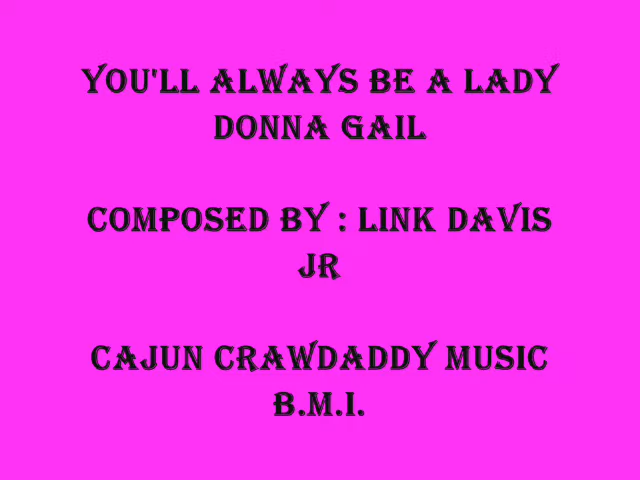 YOU'LL ALWAYS BE A LADY
DONNA GAIL
COMPOSED BY : LINK DAVIS
JR
CAJUN CRAWDADDY MUSIC
B.M.I.